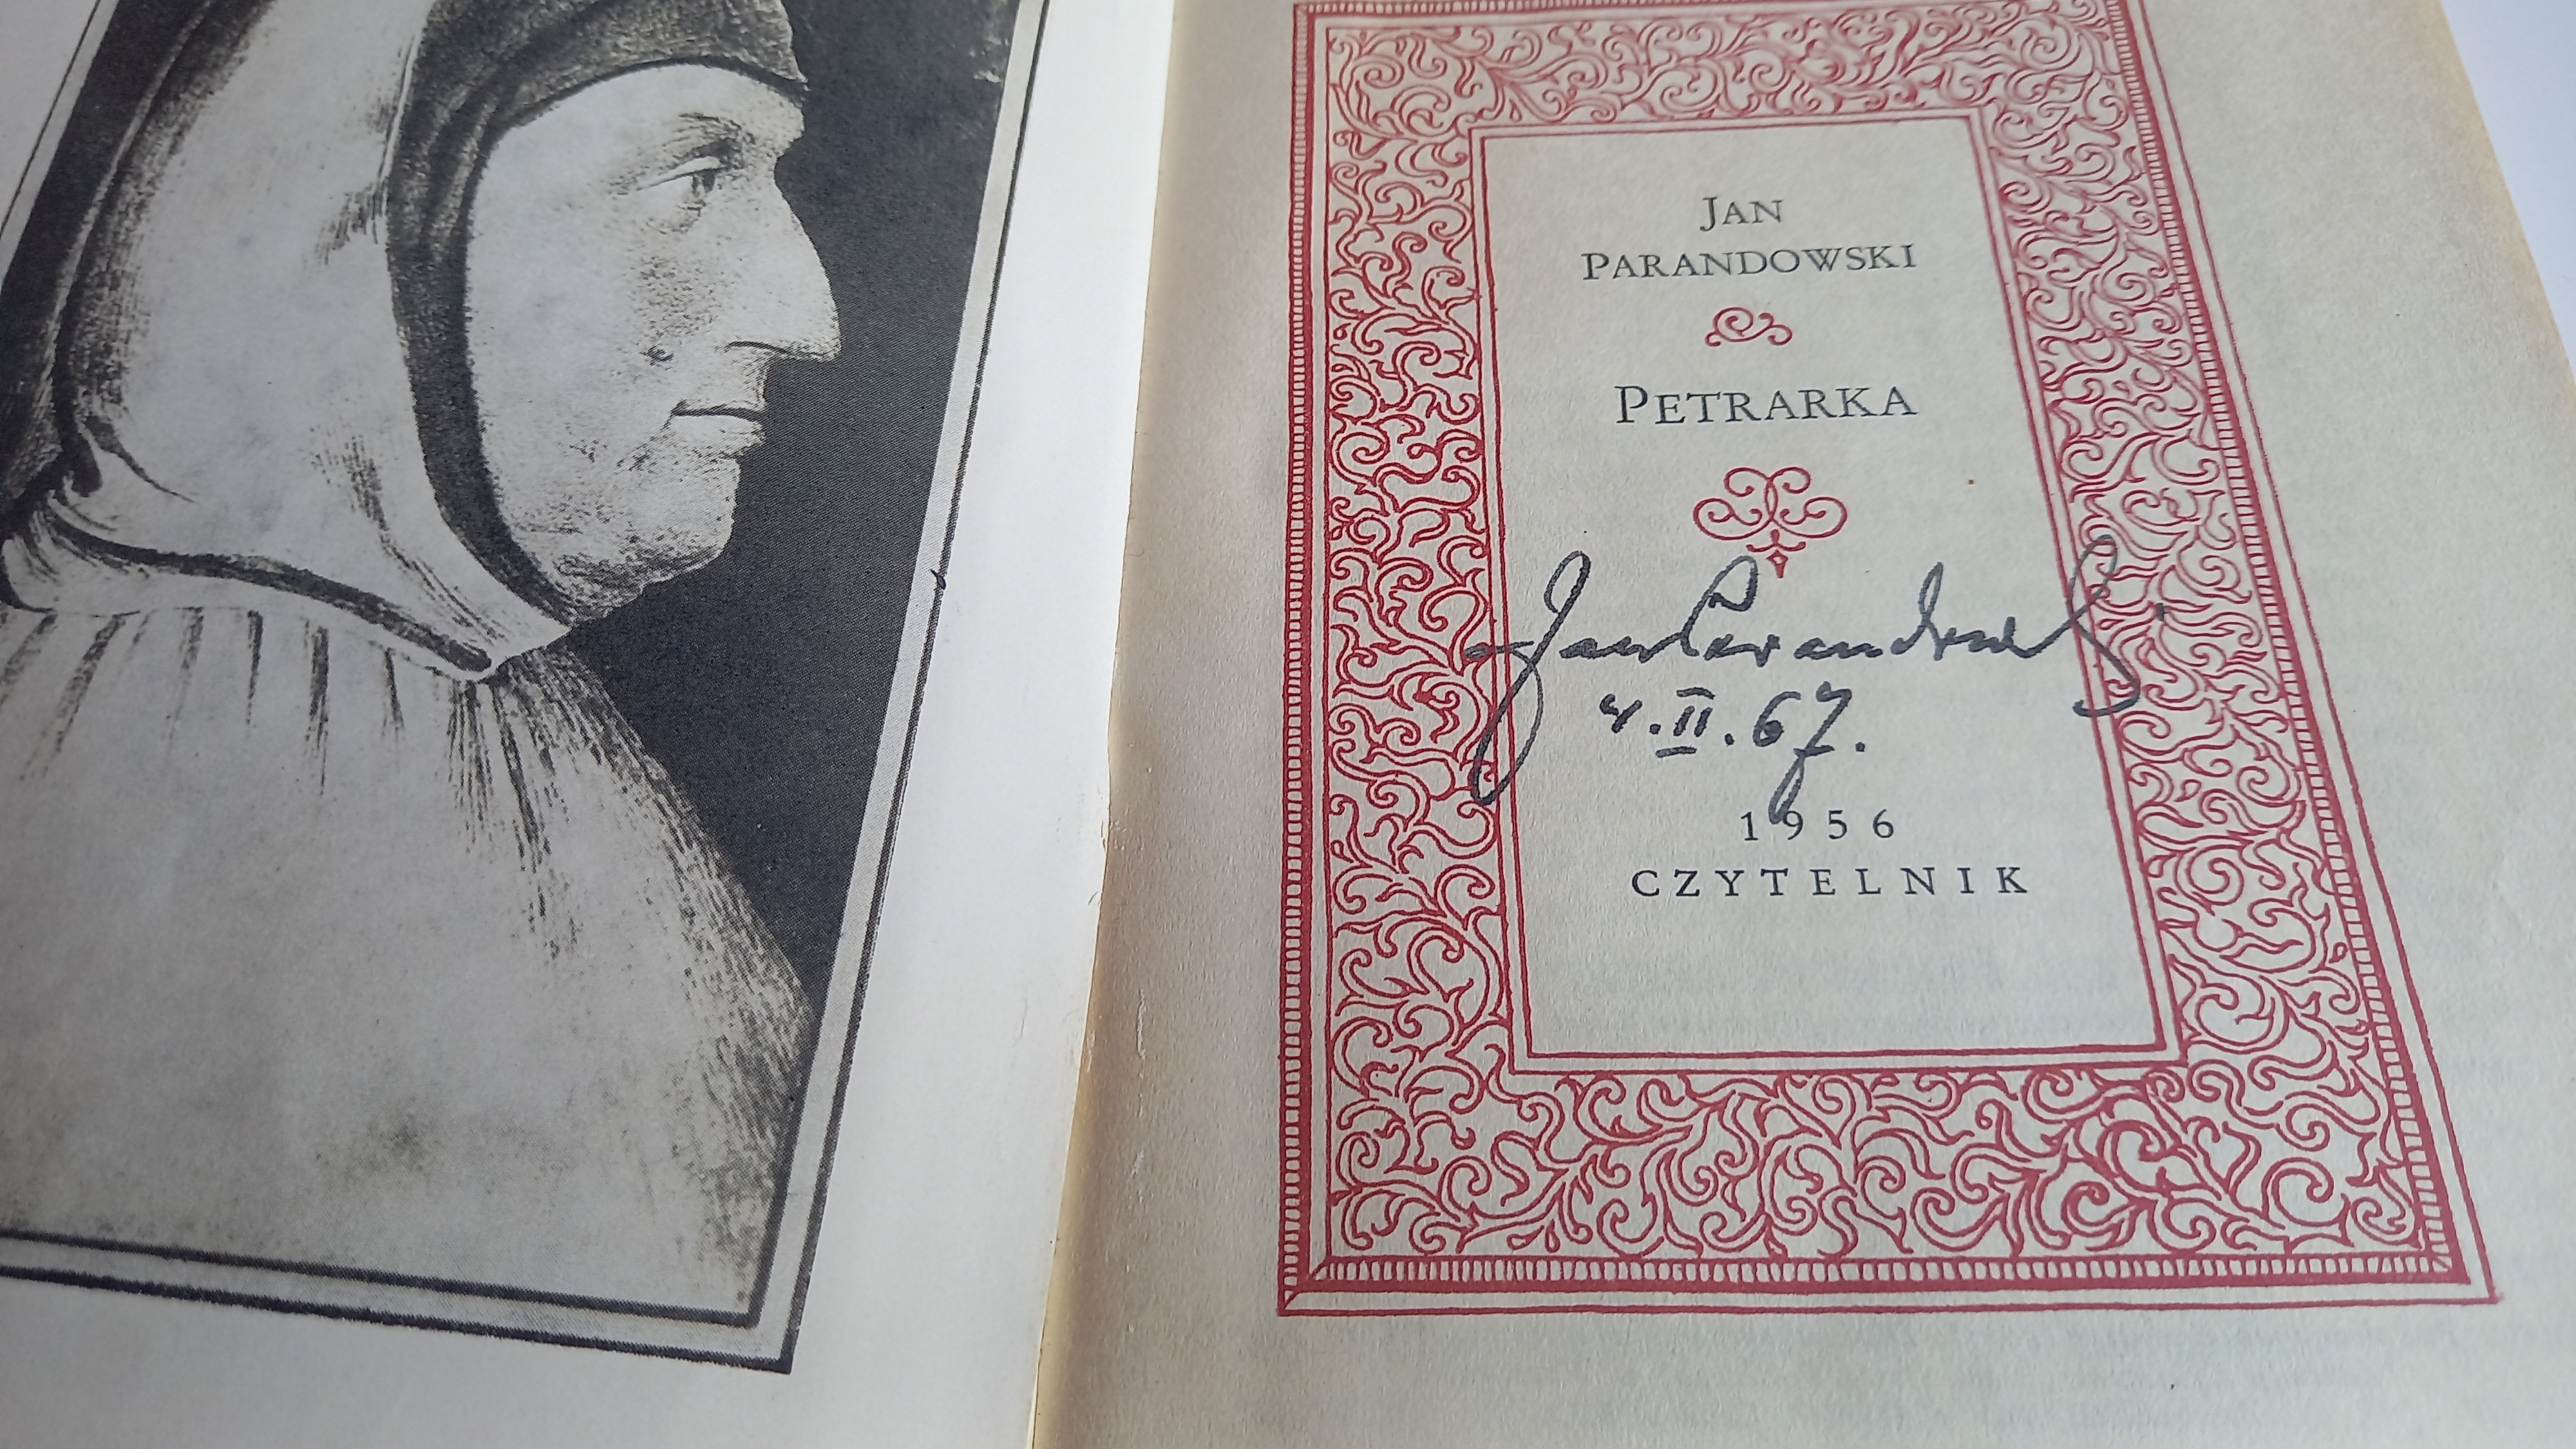 JAN
PARANDOWSKI
PETRARKA
Jan Parandowski
4.II.67.
1956
CZYTELNIK